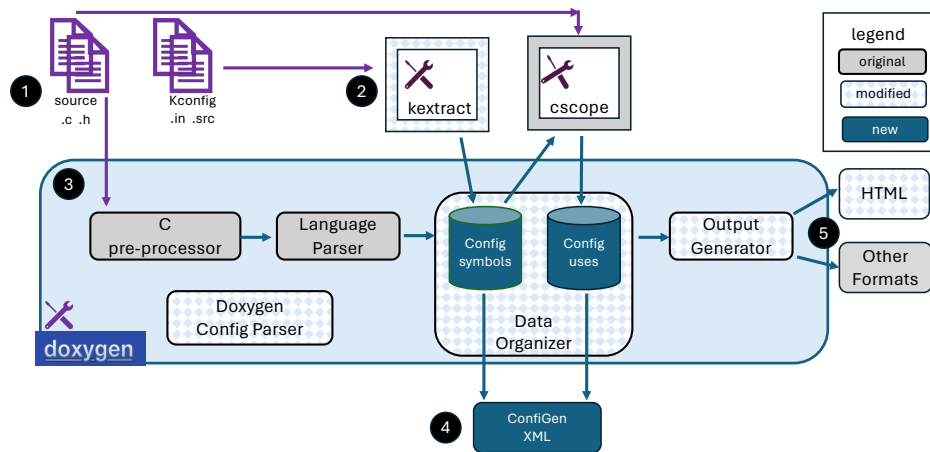 1
source
.c .h
Kconfig
.in .src
2
kextract
cscope
legend
original
modified
new
3
C
pre-processor
Language
Parser
Config
symbols
Config
uses
Data
Organizer
Output
Generator
5
HTML
Other
Formats
Doxygen
Config Parser
doxygen
4
ConfiGen
XML